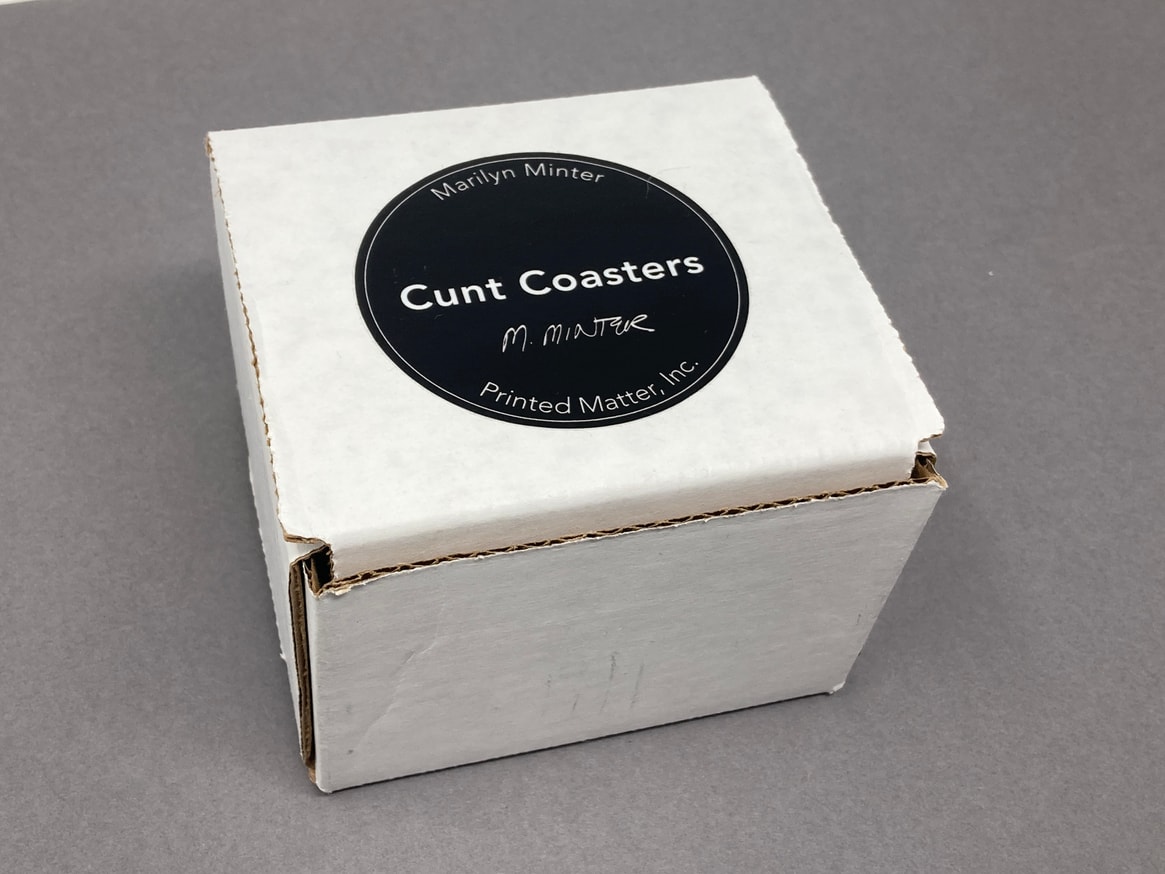 Marilyn Minter
Cunt Coasters
M. MINTER
Printed Matter, Inc.